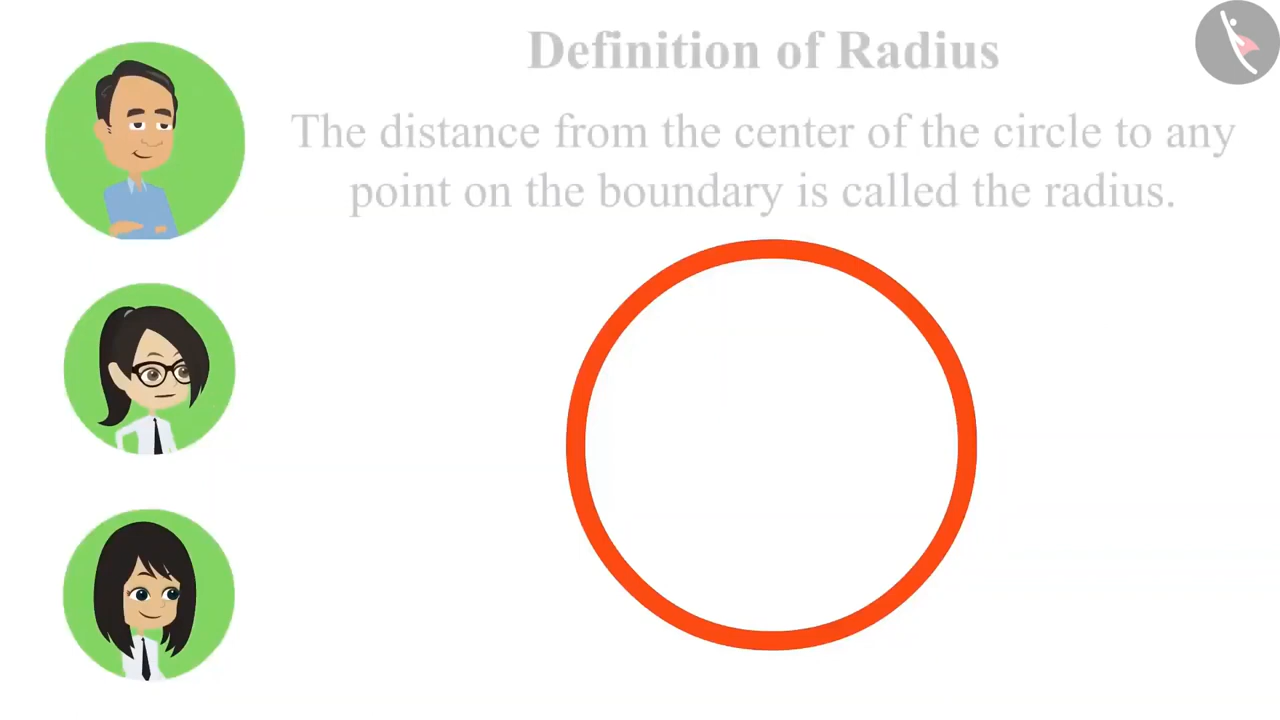 Definition of Radius
The distance from the center of the circle to any
point on the boundary is called the radius.